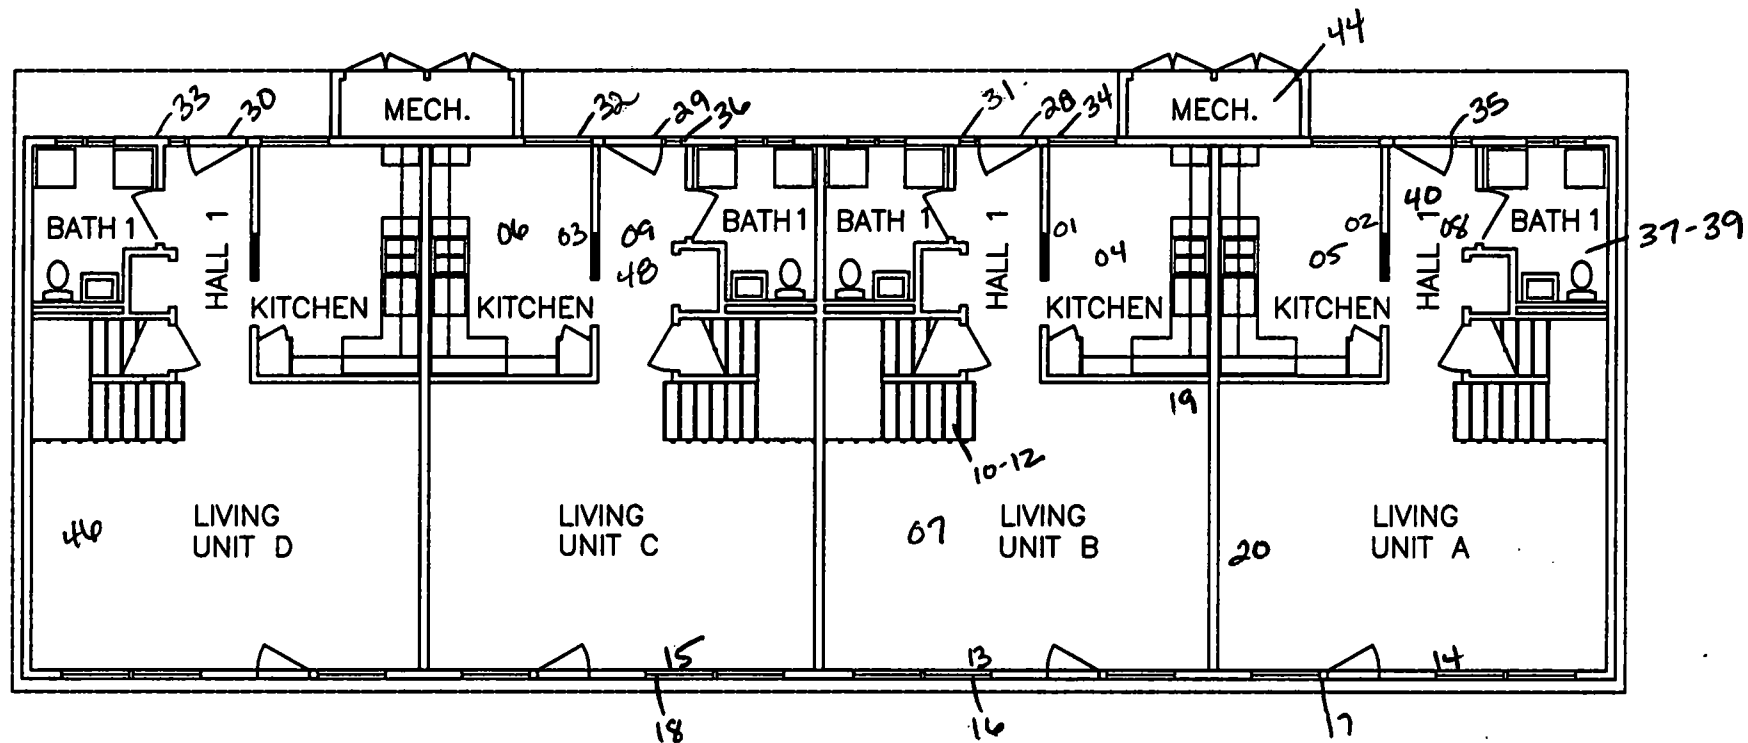 44
33
30
MECH.
32
29
36
31
28
34
MECH.
35
BATH 1
HALL 1
06
03
09
48
BATH 1
BATH 1
HALL 1
01
04
02
05
40
HALL 1
08
BATH 1
37-39
KITCHEN
KITCHEN
KITCHEN
KITCHEN
19
10-12
46
LIVING
UNIT D
LIVING
UNIT C
07
LIVING
UNIT B
20
LIVING
UNIT A
15
13
14
18
16
17